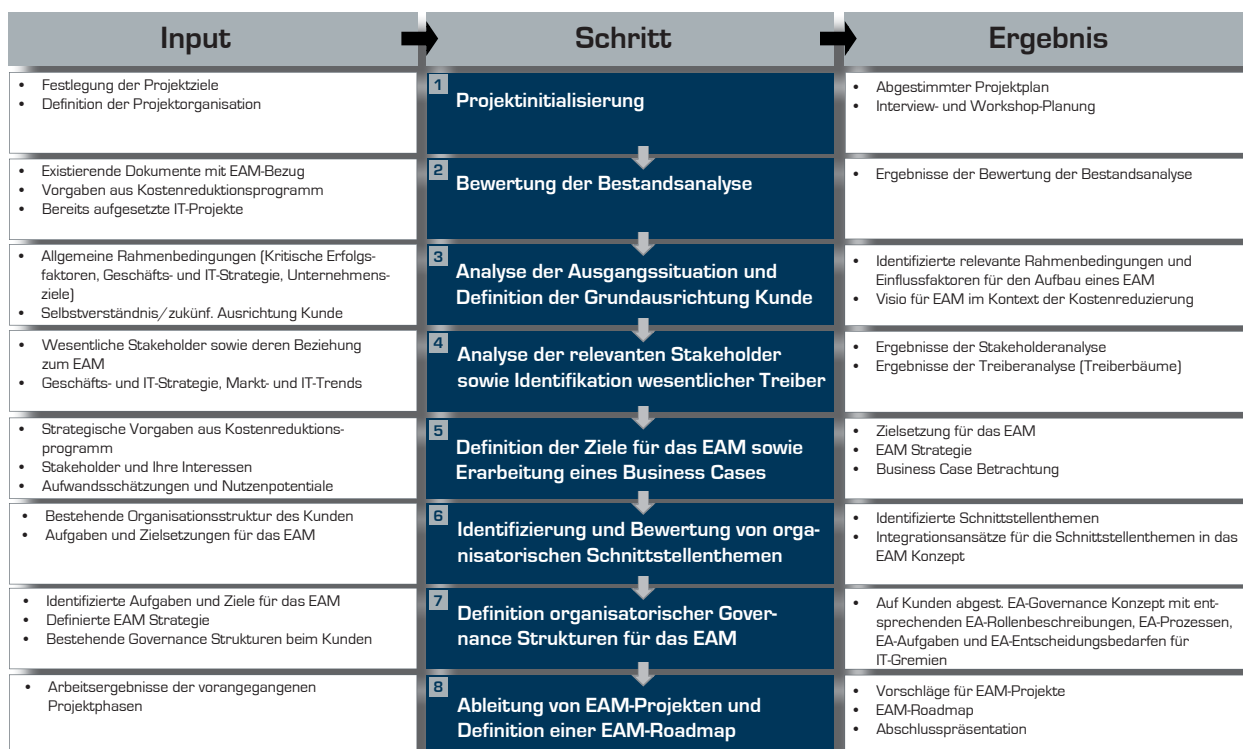 Input
Schritt
Ergebnis
• Festlegung der Projektziele
• Definition der Projektorganisation
1
Projektinitialisierung
• Abgestimmter Projektplan
• Interview- und Workshop-Planung
• Existierende Dokumente mit EAM-Bezug
• Vorgaben aus Kostenreduktionsprogramm
• Bereits aufgesetzte IT-Projekte
2
Bewertung der Bestandsanalyse
• Ergebnisse der Bewertung der Bestandsanalyse
• Allgemeine Rahmenbedingungen (Kritische Erfolgs-
faktoren, Geschäfts- und IT-Strategie, Unternehmens-
ziele)
• Selbstverständnis/zukünf. Ausrichtung Kunde
3
Analyse der Ausgangssituation und
Definition der Grundausrichtung Kunde
• Identifizierte relevante Rahmenbedingungen und
Einflussfaktoren für den Aufbau eines EAM
• Visio für EAM im Kontext der Kostenreduzierung
• Wesentliche Stakeholder sowie deren Beziehung
zum EAM
• Geschäfts- und IT-Strategie, Markt- und IT-Trends
4
Analyse der relevanten Stakeholder
sowie Identifikation wesentlicher Treiber
• Ergebnisse der Stakeholderanalyse
• Ergebnisse der Treiberanalyse (Treiberbäume)
• Strategische Vorgaben aus Kostenreduktions-
programm
• Stakeholder und Ihre Interessen
• Aufwandsschätzungen und Nutzenpotentiale
5
Definition der Ziele für das EAM sowie
Erarbeitung eines Business Cases
• Zielsetzung für das EAM
• EAM Strategie
• Business Case Betrachtung
• Bestehende Organisationsstruktur des Kunden
• Aufgaben und Zielsetzungen für das EAM
6
Identifizierung und Bewertung von orga-
nisatorischen Schnittstellenthemen
• Identifizierte Schnittstellenthemen
• Integrationsansätze für die Schnittstellenthemen in das
EAM Konzept
• Identifizierte Aufgaben und Ziele für das EAM
• Definierte EAM Strategie
• Bestehende Governance Strukturen beim Kunden
7
Definition organisatorischer Gover-
nance Strukturen für das EAM
• Auf Kunden abgest. EA-Governance Konzept mit ent-
sprechenden EA-Rollenbeschreibungen, EA-Prozessen,
EA-Aufgaben und EA-Entscheidungsbedarfen für
IT-Gremien
• Arbeitsergebnisse der vorangegangenen
Projektphasen
8
Ableitung von EAM-Projekten und
Definition einer EAM-Roadmap
• Vorschläge für EAM-Projekte
• EAM-Roadmap
• Abschlusspräsentation